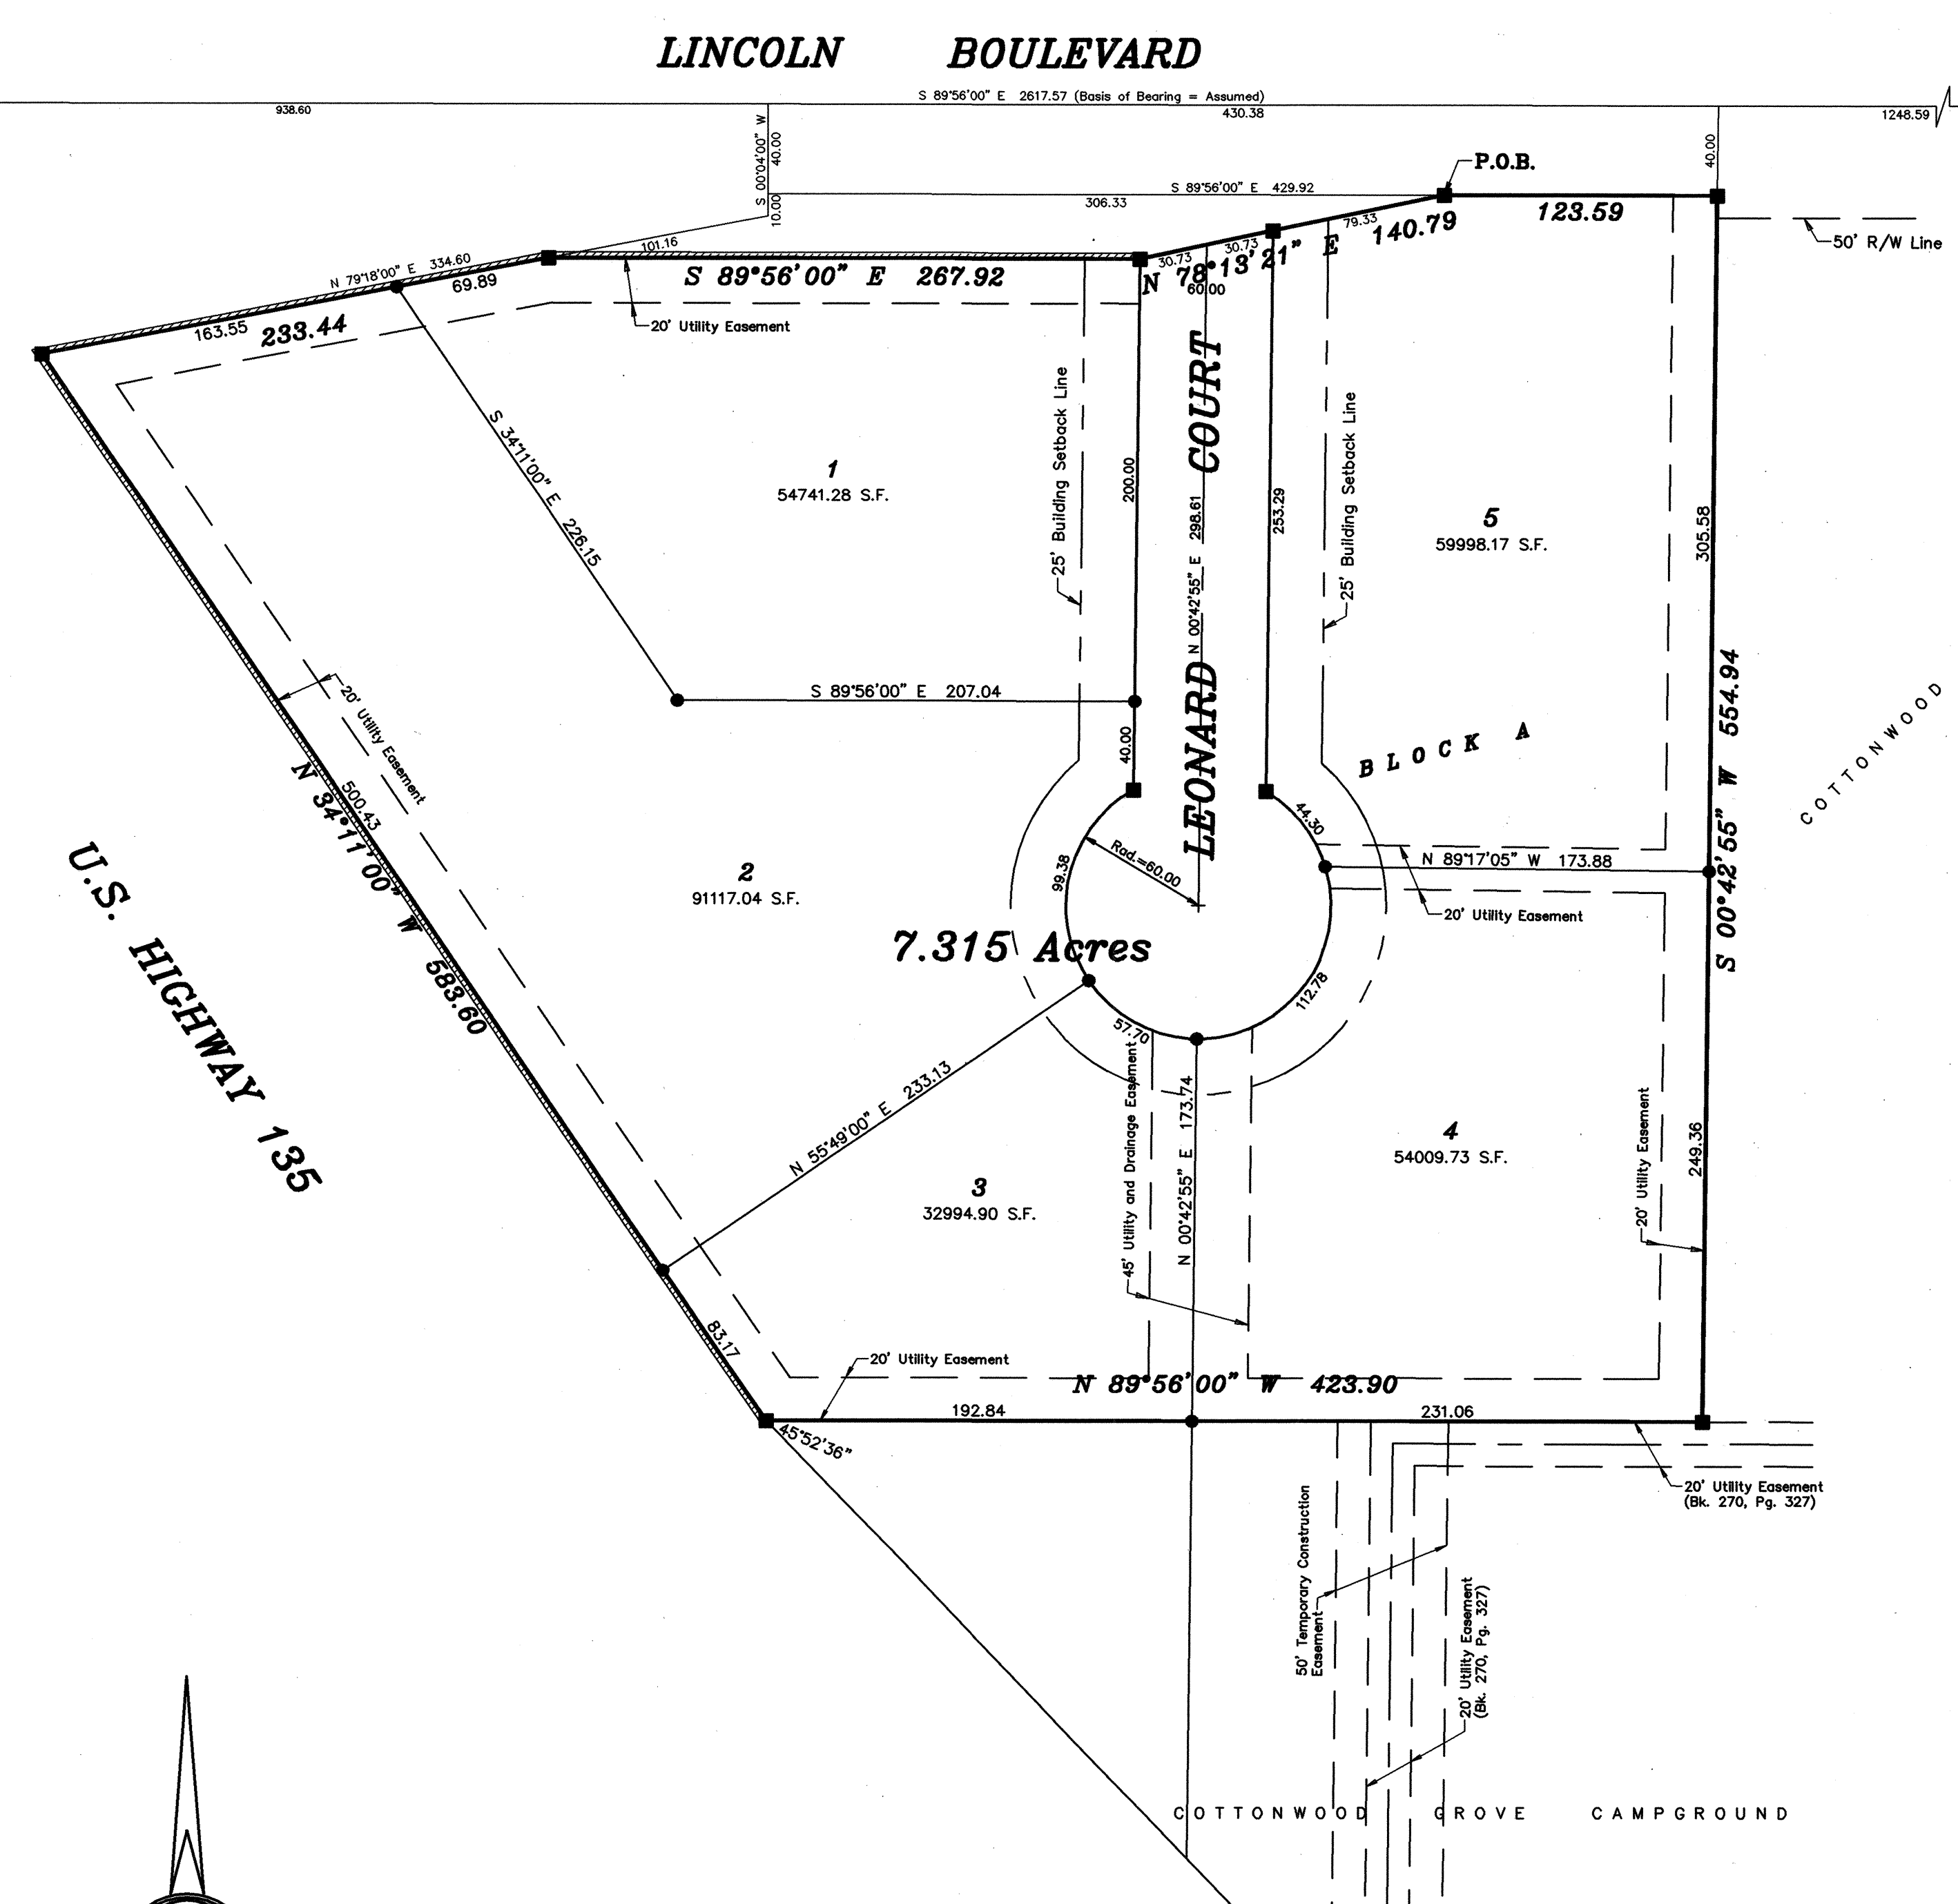 LINCOLN BOULEVARD
S 89°56'00" E 2617.57 (Basis of Bearing = Assumed)
938.60
430.38
1248.59
S 00°04'00" W
40.00
10.00
40.00
P.O.B.
S 89°56'00" E 429.92
306.33
123.59
50' R/W Line
79.33
140.79
30.73
30.73
N 78°13'21" E
60.00
101.16
S 89°56'00" E 267.92
N 79°18'00" E 334.60
69.89
163.55
233.44
20' Utility Easement
25' Building Setback Line
200.00
LEONARD COURT
N 00°42'55" E 298.61
253.29
25' Building Setback Line
S 34°11'00" E 226.15
1
54741.28 S.F.
5
59998.17 S.F.
305.58
S 00°42'55" W 554.94
COTTONWOOD
S 89°56'00" E 207.04
40.00
BLOCK A
20' Utility Easement
N 34°11'00" W 583.60
500.43
U.S. HIGHWAY 135
2
91117.04 S.F.
99.38
Rad.=60.00
44.30
N 89°17'05" W 173.88
20' Utility Easement
7.315 Acres
112.78
57.70
N 55°49'00" E 233.13
45' Utility and Drainage Easement
N 00°42'55" E 173.74
3
32994.90 S.F.
4
54009.73 S.F.
20' Utility Easement
249.36
83.17
20' Utility Easement
N 89°56'00" W 423.90
192.84
231.06
45°52'36"
20' Utility Easement
(Bk. 270, Pg. 327)
50' Temporary Construction
Easement
20' Utility Easement
(Bk. 270, Pg. 327)
COTTONWOOD GROVE CAMPGROUND